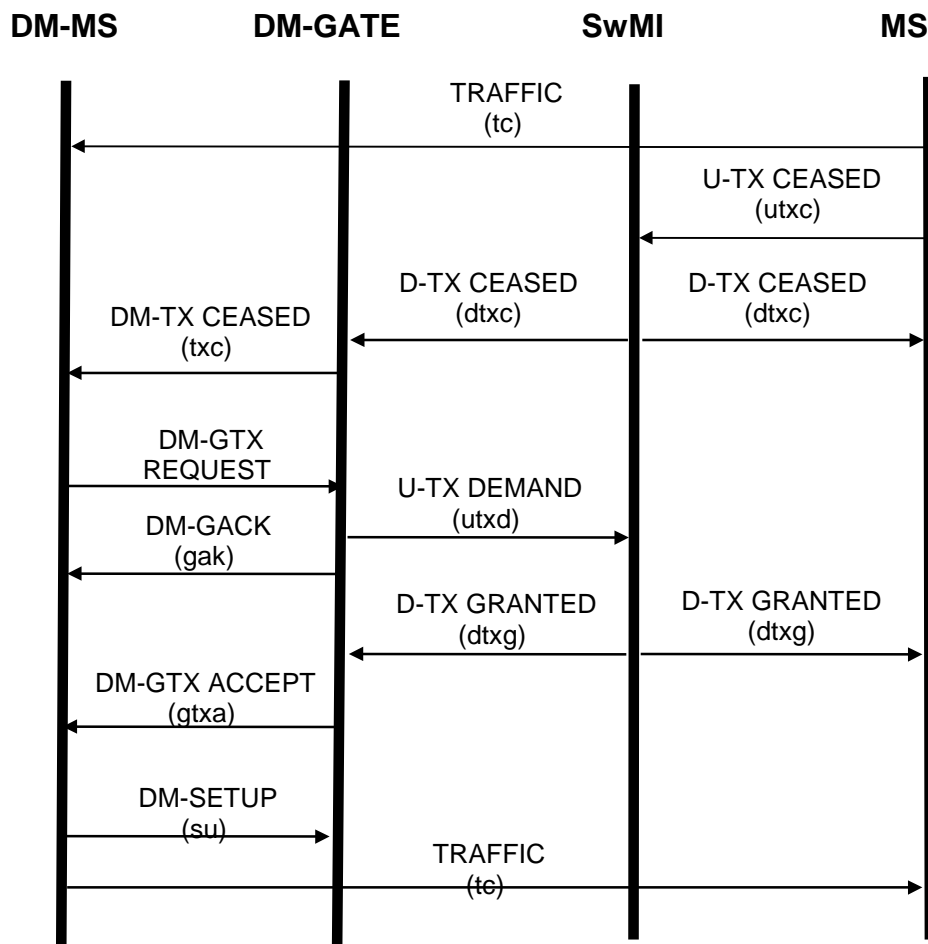 DM-MS DM-GATE SwMI MS
TRAFFIC
(tc)
U-TX CEASED
(utxc)
D-TX CEASED
(dtxc)
D-TX CEASED
(dtxc)
DM-TX CEASED
(txc)
DM-GTX
REQUEST
U-TX DEMAND
(utxd)
DM-GACK
(gak)
D-TX GRANTED
(dtxg)
D-TX GRANTED
(dtxg)
DM-GTX ACCEPT
(gtxa)
DM-SETUP
(su)
TRAFFIC
(tc)